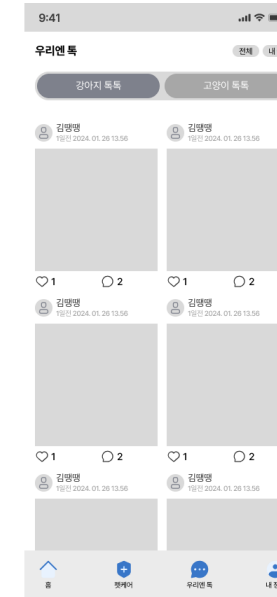 9:41
우리엔 톡
전체 내
강아지 톡톡 고양이 톡톡
김땡땡 김땡땡
1일전 2024. 01. 26 13.56 1일전 2024. 01. 26 13.56
1 2 1 2
김땡땡 김땡땡
1일전 2024. 01. 26 13.56 1일전 2024. 01. 26 13.56
1 2 1 2
김땡땡 김땡땡
1일전 2024. 01. 26 13.56 1일전 2024. 01. 26 13.56
홈 펫케어 우리엔 톡 내